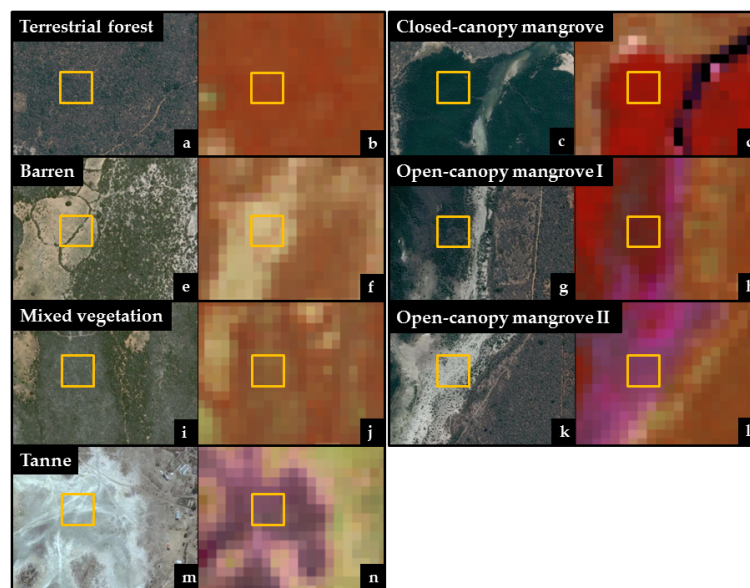 Terrestrial forest
a
b
Closed-canopy mangrove
c
d
Barren
e
f
Open-canopy mangrove I
g
h
Mixed vegetation
i
j
Open-canopy mangrove II
k
l
Tanne
m
n